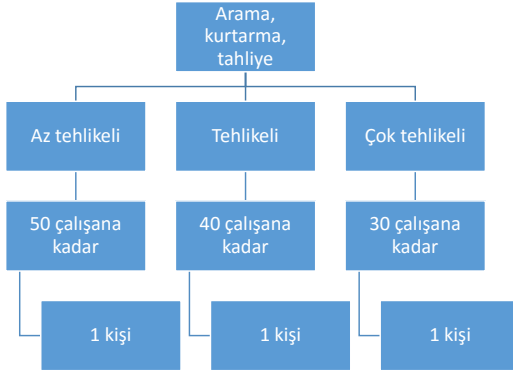 Arama,
kurtarma,
tahliye
Az tehlikeli
Tehlikeli
Çok tehlikeli
50 çalışana
kadar
40 çalışana
kadar
30 çalışana
kadar
1 kişi
1 kişi
1 kişi